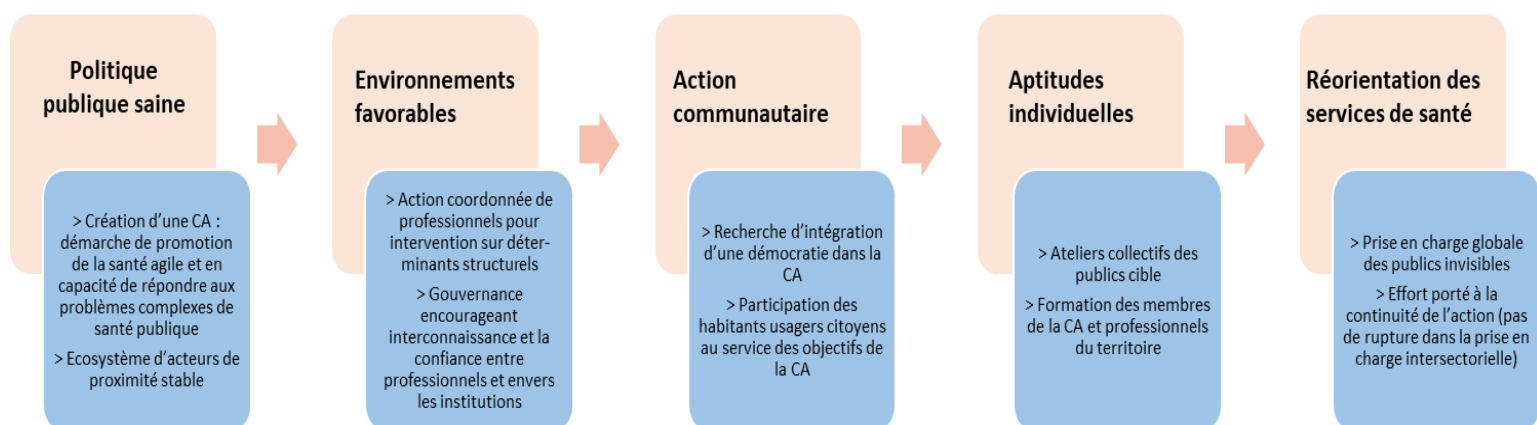 Politique
publique saine
> Création d’une CA :
démarche de promotion
de la santé agile et en
capacité de répondre aux
problèmes complexes de
santé publique
> Ecosystème d’acteurs de
proximité stable
Environnements
favorables
> Action coordonnée de
professionnels pour
intervention sur déter-
minants structurels
> Gouvernance
encourageant
interconnaissance et la
confiance entre
professionnels et envers
les institutions
Action
communautaire
> Recherche d’intégration
d’une démocratie dans la
CA
> Participation des
habitants usagers citoyens
au service des objectifs de
la CA
Aptitudes
individuelles
> Ateliers collectifs des
publics cible
> Formation des membres
de la CA et professionnels
du territoire
Réorientation des
services de santé
> Prise en charge globale
des publics invisibles
> Effort porté à la
continuité de l’action (pas
de rupture dans la prise en
charge intersectorielle)